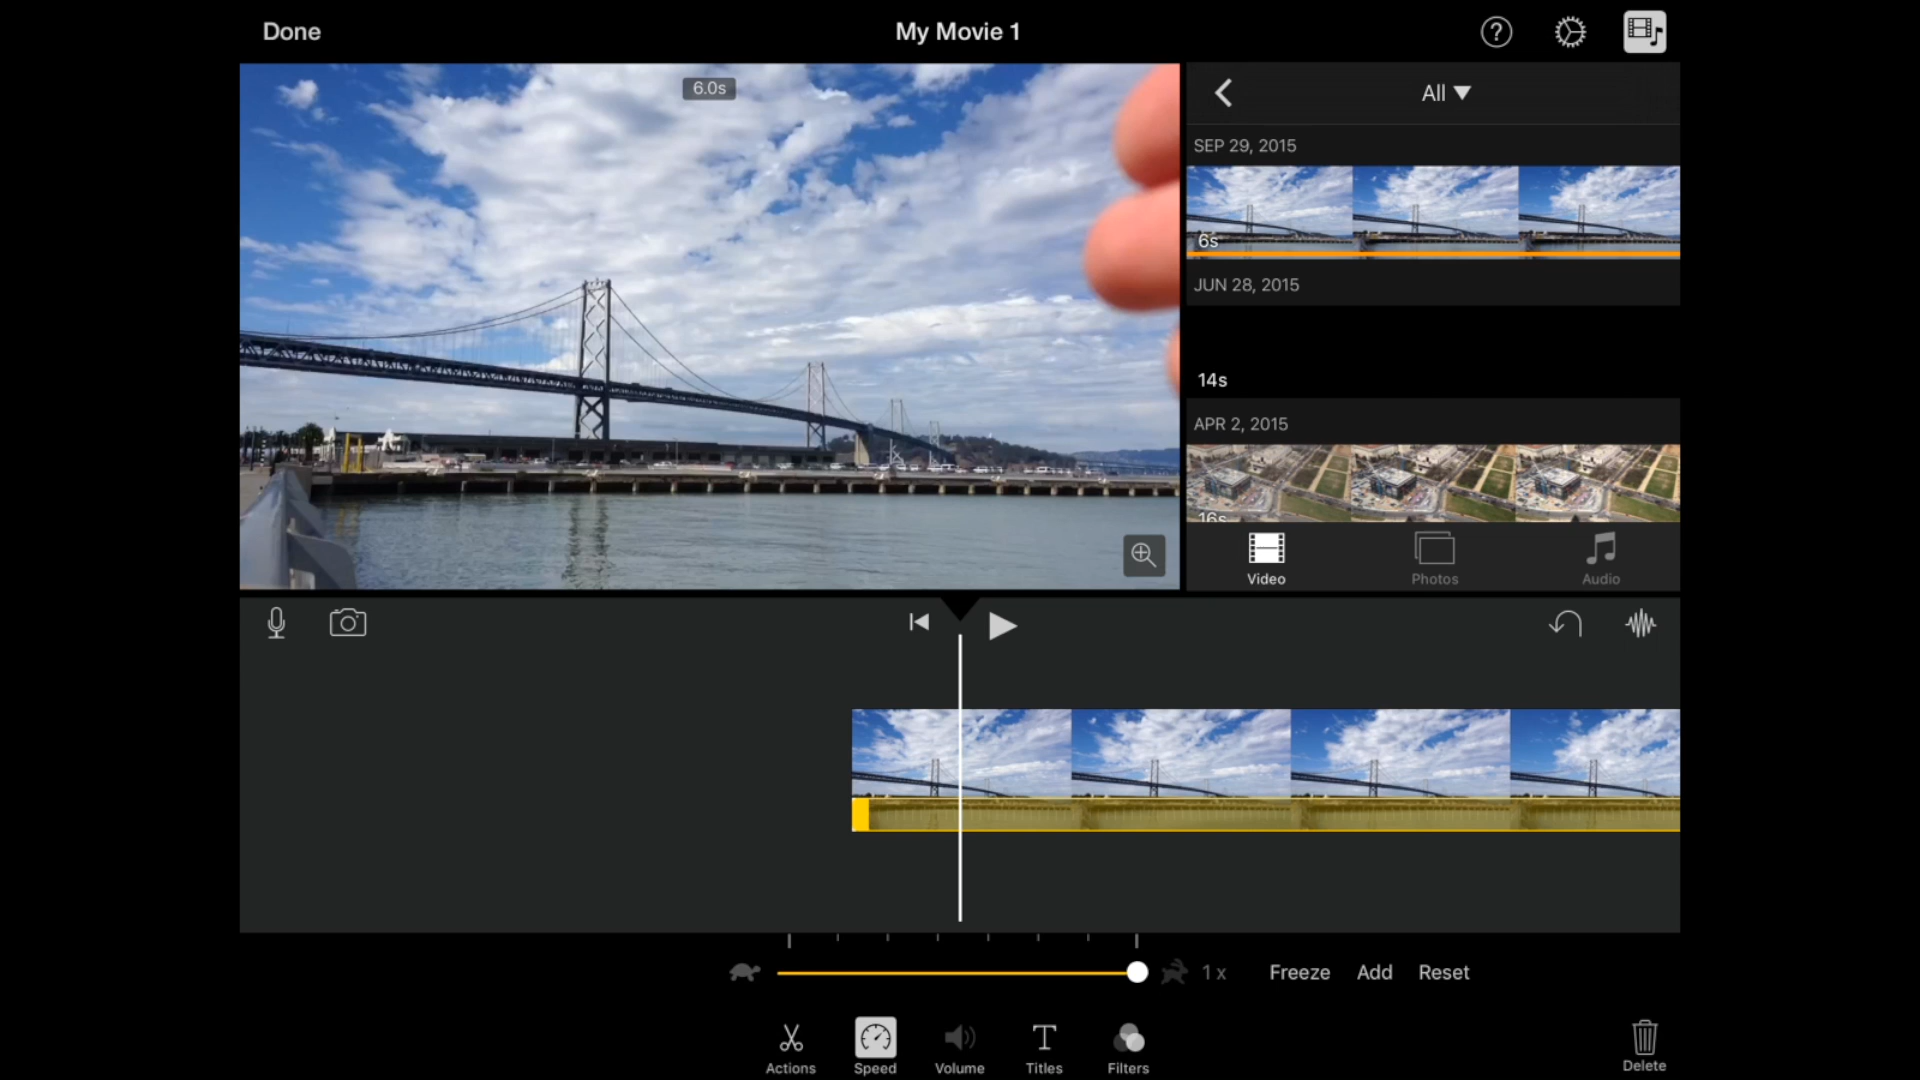 Done
My Movie 1
?
6.0s
All
SEP 29, 2015
6s
JUN 28, 2015
14s
APR 2, 2015
16s
Video
Photos
Audio
1 x
Freeze
Add
Reset
Actions
Speed
Volume
Titles
Filters
Delete